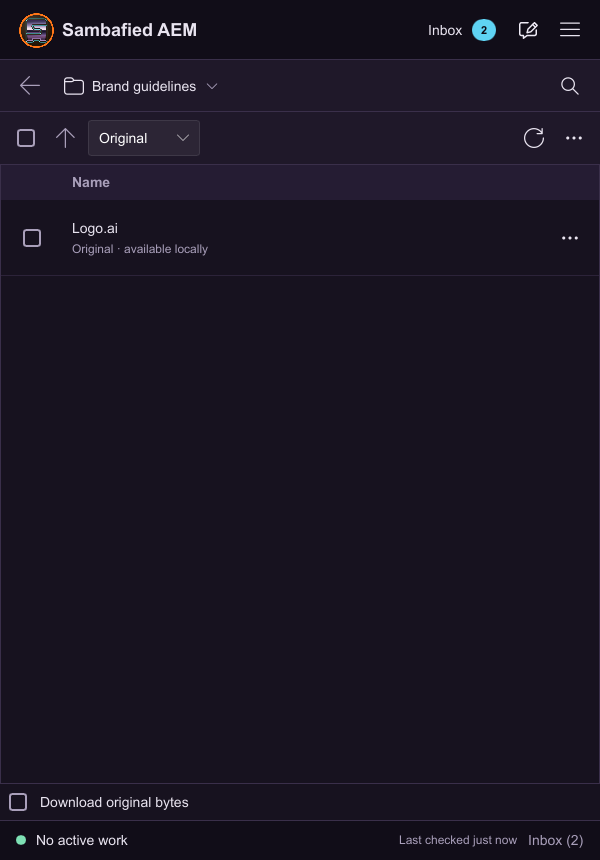 Sambafied AEM
Inbox 2
Brand guidelines
Original
Name
Logo.ai
Original · available locally
Download original bytes
No active work
Last checked just now Inbox (2)